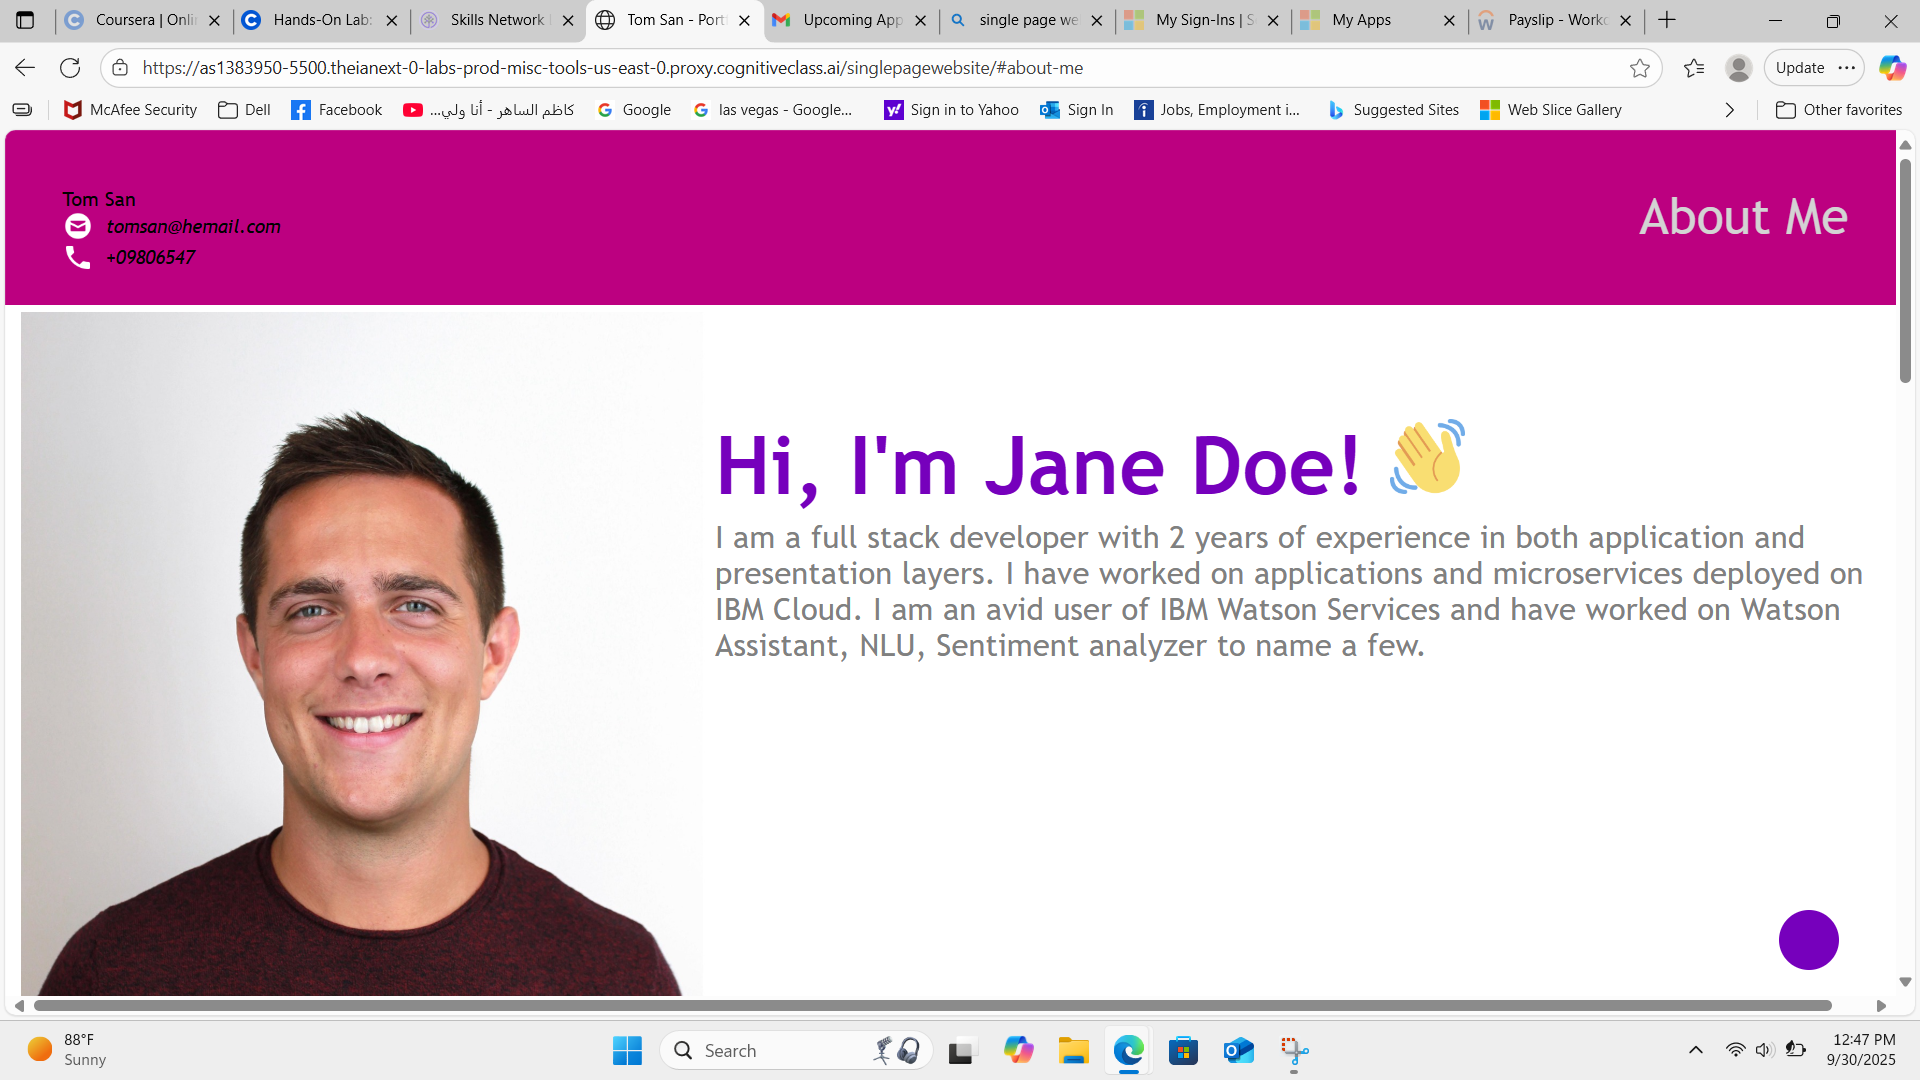 Coursera | Onli
Hands-On Lab:
Skills Network
Tom San - Port
Upcoming App
single page we
My Sign-Ins | S
My Apps
Payslip - Work
https://as1383950-5500.theianext-0-labs-prod-misc-tools-us-east-0.proxy.cognitiveclass.ai/singlepagewebsite/#about-me
Update
McAfee Security
Dell
Facebook
كاظم الساهر - أنا ولي...
Google
las vegas - Google...
Sign in to Yahoo
Sign In
Jobs, Employment i...
Suggested Sites
Web Slice Gallery
Other favorites
Tom San
tomsan@hemail.com
+09806547
About Me
Hi, I'm Jane Doe!
I am a full stack developer with 2 years of experience in both application and
presentation layers. I have worked on applications and microservices deployed on
IBM Cloud. I am an avid user of IBM Watson Services and have worked on Watson
Assistant, NLU, Sentiment analyzer to name a few.
88°F
Sunny
Search
12:47 PM
9/30/2025